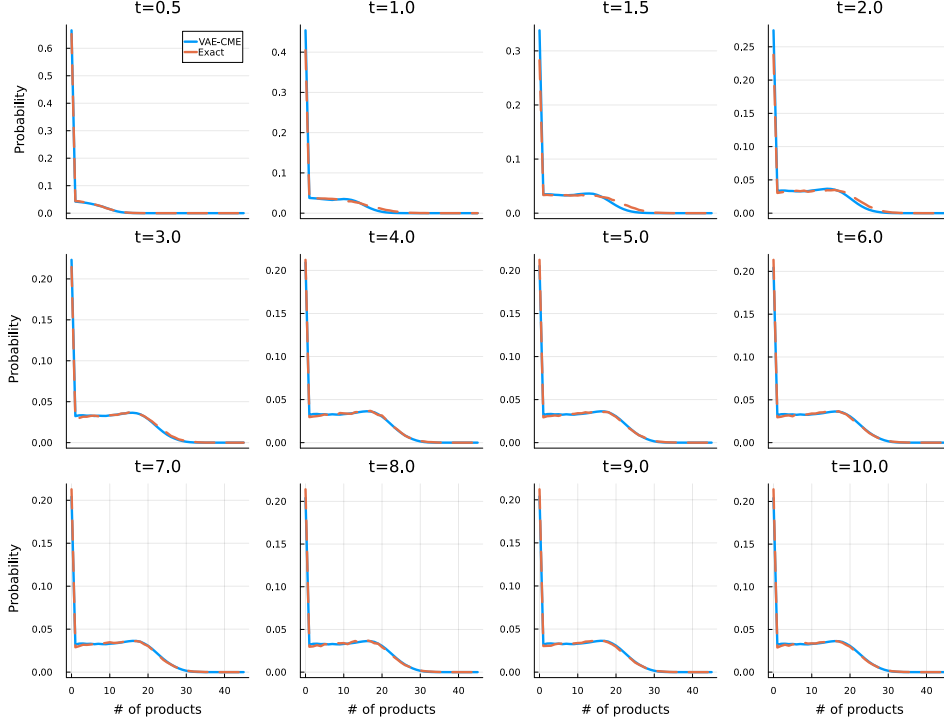 t=0.5
t=1.0
t=1.5
t=2.0
VAE-CME
Exact
Probability
0.6
0.5
0.4
0.3
0.2
0.1
0.0
0.4
0.3
0.2
0.1
0.0
0.3
0.2
0.1
0.0
0.25
0.20
0.15
0.10
0.05
0.00
t=3.0
t=4.0
t=5.0
t=6.0
Probability
0.20
0.15
0.10
0.05
0.00
0.20
0.15
0.10
0.05
0.00
0.20
0.15
0.10
0.05
0.00
0.20
0.15
0.10
0.05
0.00
t=7.0
t=8.0
t=9.0
t=10.0
Probability
0.20
0.15
0.10
0.05
0.00
0.20
0.15
0.10
0.05
0.00
0.20
0.15
0.10
0.05
0.00
0.20
0.15
0.10
0.05
0.00
0 10 20 30 40
0 10 20 30 40
0 10 20 30 40
0 10 20 30 40
# of products
# of products
# of products
# of products